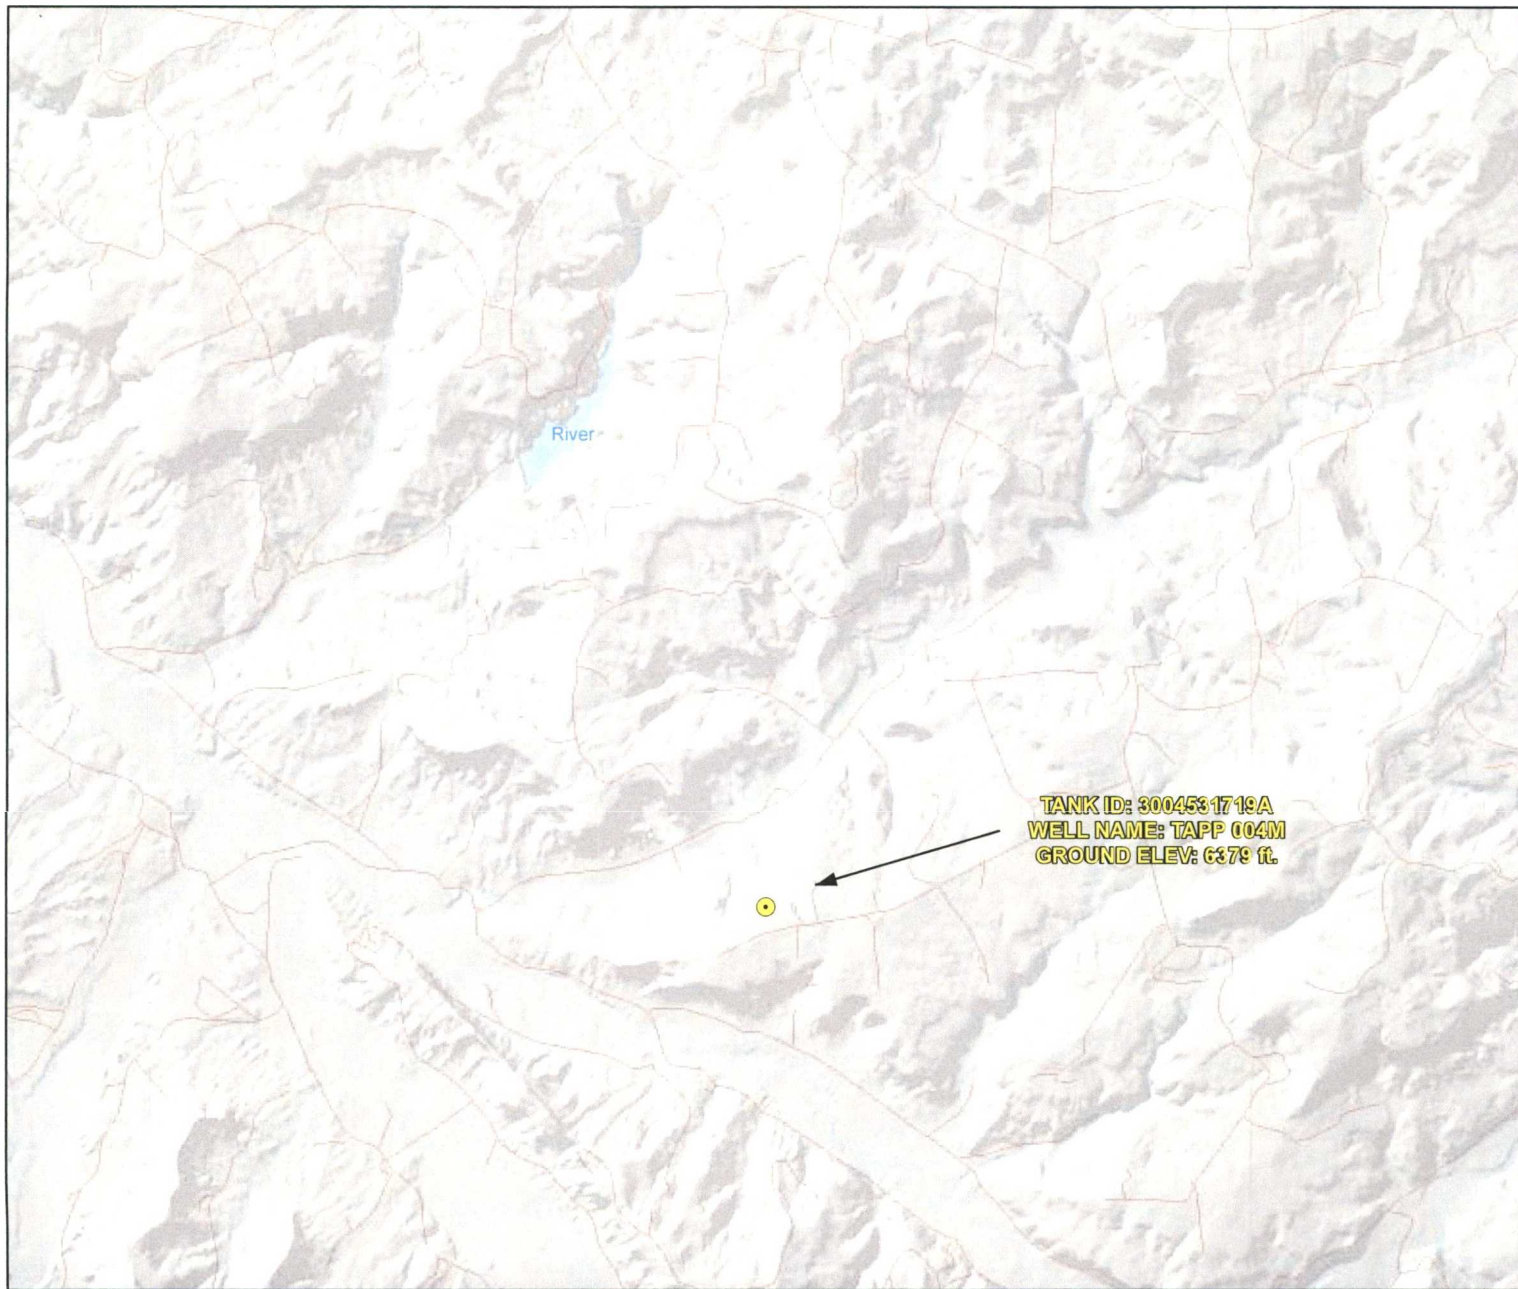 River
TANK ID: 3004531719A
WELL NAME: TAPP 004M
GROUND ELEV: 6379 ft.